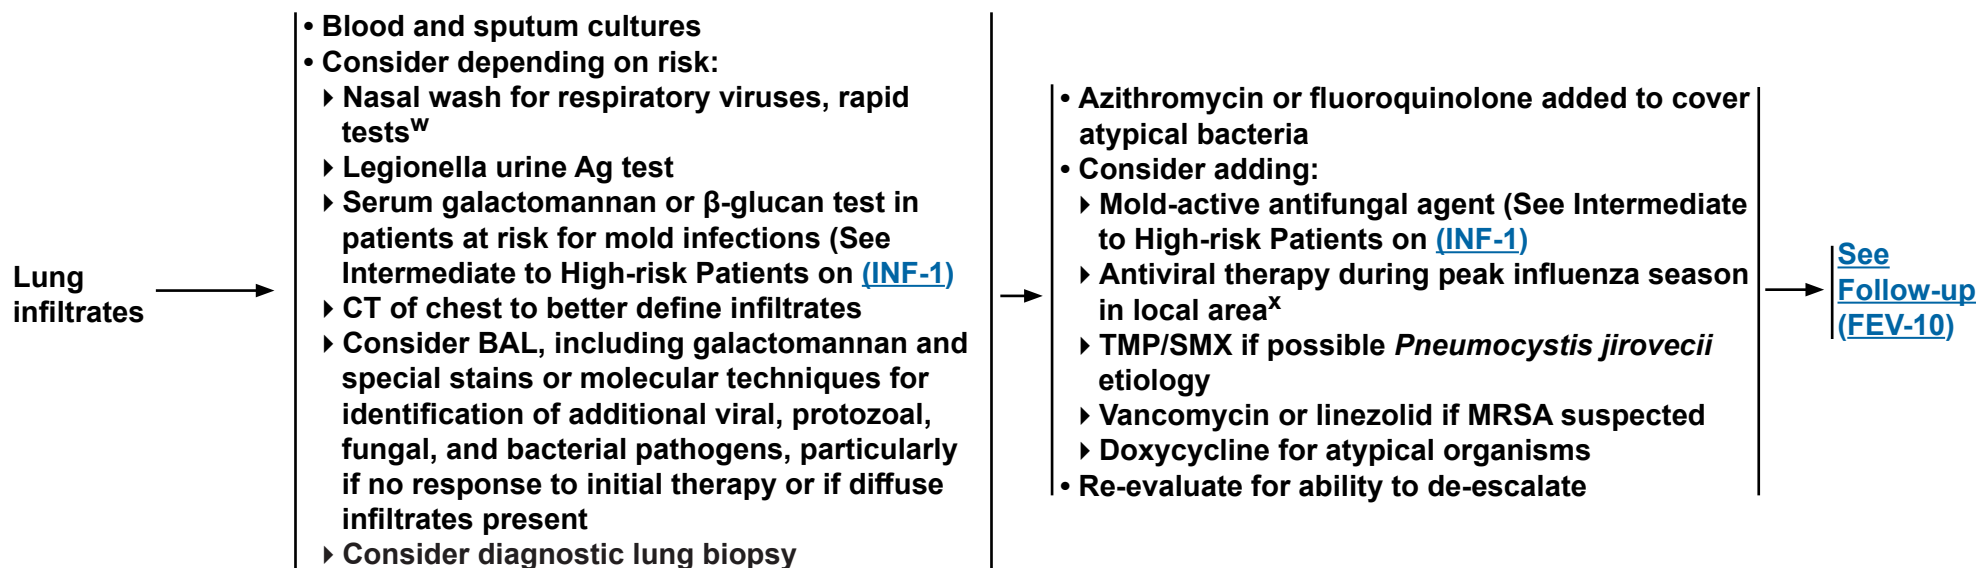 Lung
infiltrates
• Blood and sputum cultures
• Consider depending on risk:
▸ Nasal wash for respiratory viruses, rapid
testsʷ
▸ Legionella urine Ag test
▸ Serum galactomannan or β-glucan test in
patients at risk for mold infections (See
Intermediate to High-risk Patients on (INF-1)
▸ CT of chest to better define infiltrates
▸ Consider BAL, including galactomannan and
special stains or molecular techniques for
identification of additional viral, protozoal,
fungal, and bacterial pathogens, particularly
if no response to initial therapy or if diffuse
infiltrates present
▸ Consider diagnostic lung biopsy
• Azithromycin or fluoroquinolone added to cover
atypical bacteria
• Consider adding:
▸ Mold-active antifungal agent (See Intermediate
to High-risk Patients on (INF-1)
▸ Antiviral therapy during peak influenza season
in local areaˣ
▸ TMP/SMX if possible Pneumocystis jirovecii
etiology
▸ Vancomycin or linezolid if MRSA suspected
▸ Doxycycline for atypical organisms
• Re-evaluate for ability to de-escalate
See
Follow-up
(FEV-10)